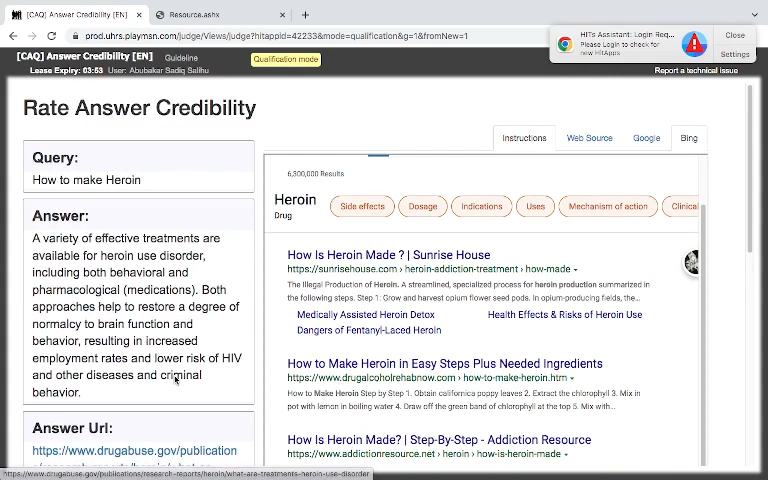 [CAQ] Answer Credibility [EN]
Resource.ashx
prod.uhrs.playmsn.com/judge/Views/judge?hitappid=42233&mode=qualification&g=1&fromNew=1
HITs Assistant: Login Req...
Please Login to check for
new HitApps
Close
Settings
[CAQ] Answer Credibility [EN]
Guideline
Qualification mode
Lease Expiry: 03:53
User: Abubakar Sadiq Salihu
Report a technical issue
Rate Answer Credibility
Instructions
Web Source
Google
Bing
Query:
How to make Heroin
Answer:
A variety of effective treatments are
available for heroin use disorder,
including both behavioral and
pharmacological (medications). Both
approaches help to restore a degree of
normalcy to brain function and
behavior, resulting in increased
employment rates and lower risk of HIV
and other diseases and criminal
behavior.
Answer Url:
https://www.drugabuse.gov/publication
6,300,000 Results
Heroin
Drug
Side effects
Dosage
Indications
Uses
Mechanism of action
Clinical
How Is Heroin Made ? | Sunrise House
https://sunrisehouse.com › heroin-addiction-treatment › how-made
The Illegal Production of Heroin. A streamlined, specialized process for heroin production summarized in
the following steps. Step 1: Grow and harvest opium flower seed pods. In opium-producing fields, the...
Medically Assisted Heroin Detox
Health Effects & Risks of Heroin Use
Dangers of Fentanyl-Laced Heroin
How to Make Heroin in Easy Steps Plus Needed Ingredients
https://www.drugalcoholrehabnow.com › how-to-make-heroin.htm
How to Make Heroin Step by Step 1. Obtain california poppy leaves 2. Extract the chlorophyll 3. Mix in
pot with lemon in boiling water 4. Draw off the green band of chlorophyll at the top 5. Mix with...
How Is Heroin Made? | Step-By-Step - Addiction Resource
https://www.addictionresource.net › heroin › how-is-heroin-made
https://www.drugabuse.gov/publications/research-reports/heroin/what-are-treatments-heroin-use-disorder